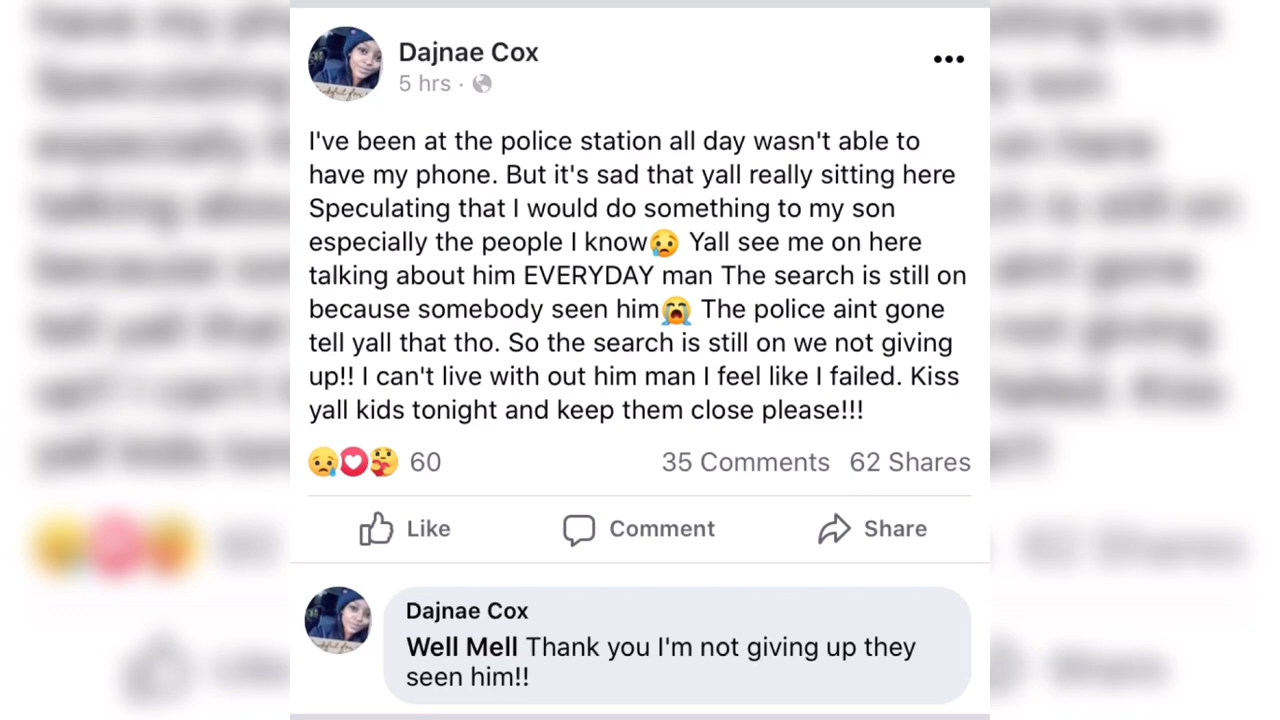 Dajnae Cox
5 hrs ·
I've been at the police station all day wasn't able to
have my phone. But it's sad that yall really sitting here
Speculating that I would do something to my son
especially the people I know😢 Yall see me on here
talking about him EVERYDAY man The search is still on
because somebody seen him😭 The police aint gone
tell yall that tho. So the search is still on we not giving
up!! I can't live with out him man I feel like I failed. Kiss
yall kids tonight and keep them close please!!!
60 35 Comments 62 Shares
Like Comment Share
Dajnae Cox
Well Mell Thank you I'm not giving up they
seen him!!